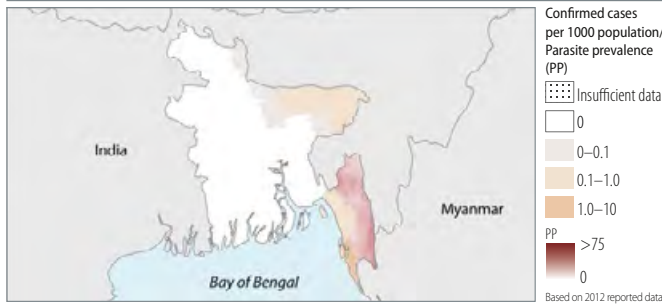 Confirmed cases
per 1000 population/
Parasite prevalence
(PP)
Insufficient data
0
0–0.1
0.1–1.0
1.0–10
PP
>75
0
Based on 2012 reported data
India
Myanmar
Bay of Bengal